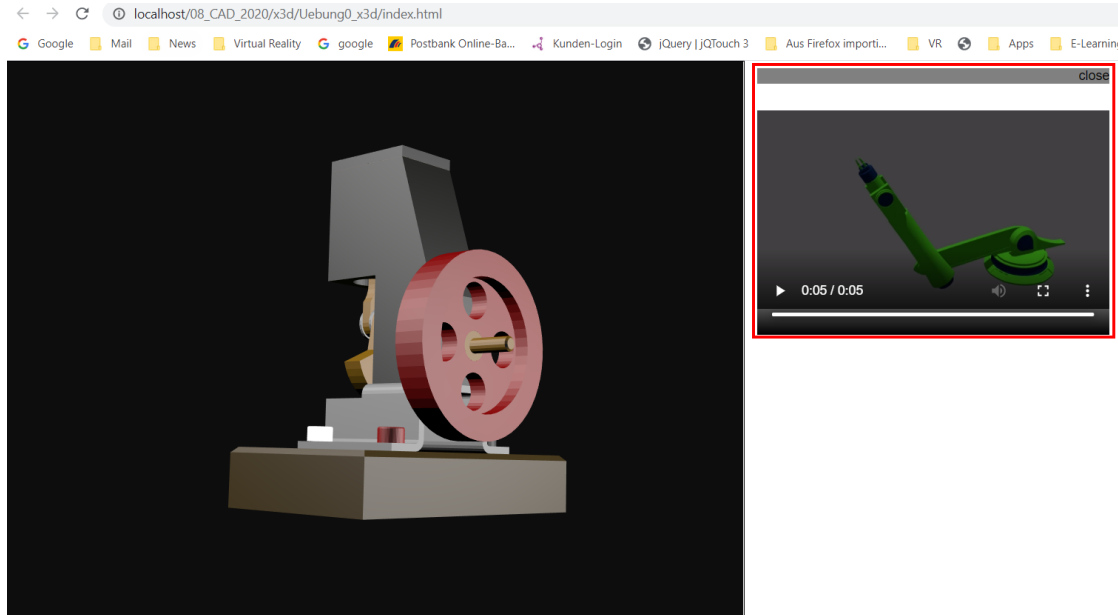 localhost/08_CAD_2020/x3d/Uebung0_x3d/index.html
Google Mail News Virtual Reality google Postbank Online-Ba... Kunden-Login jQuery | jQTouch 3 Aus Firefox importi... VR Apps E-Learning
close
0:05 / 0:05